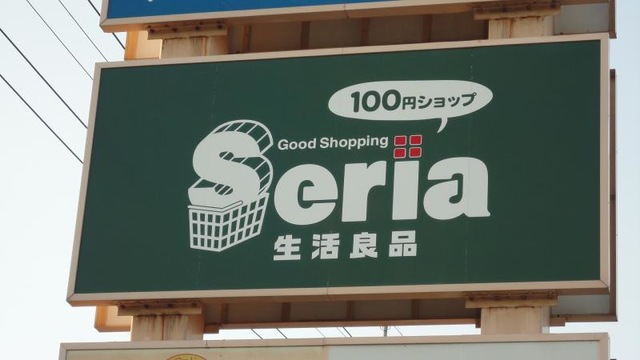 100円ショップ
Good Shopping
Seria
生活良品